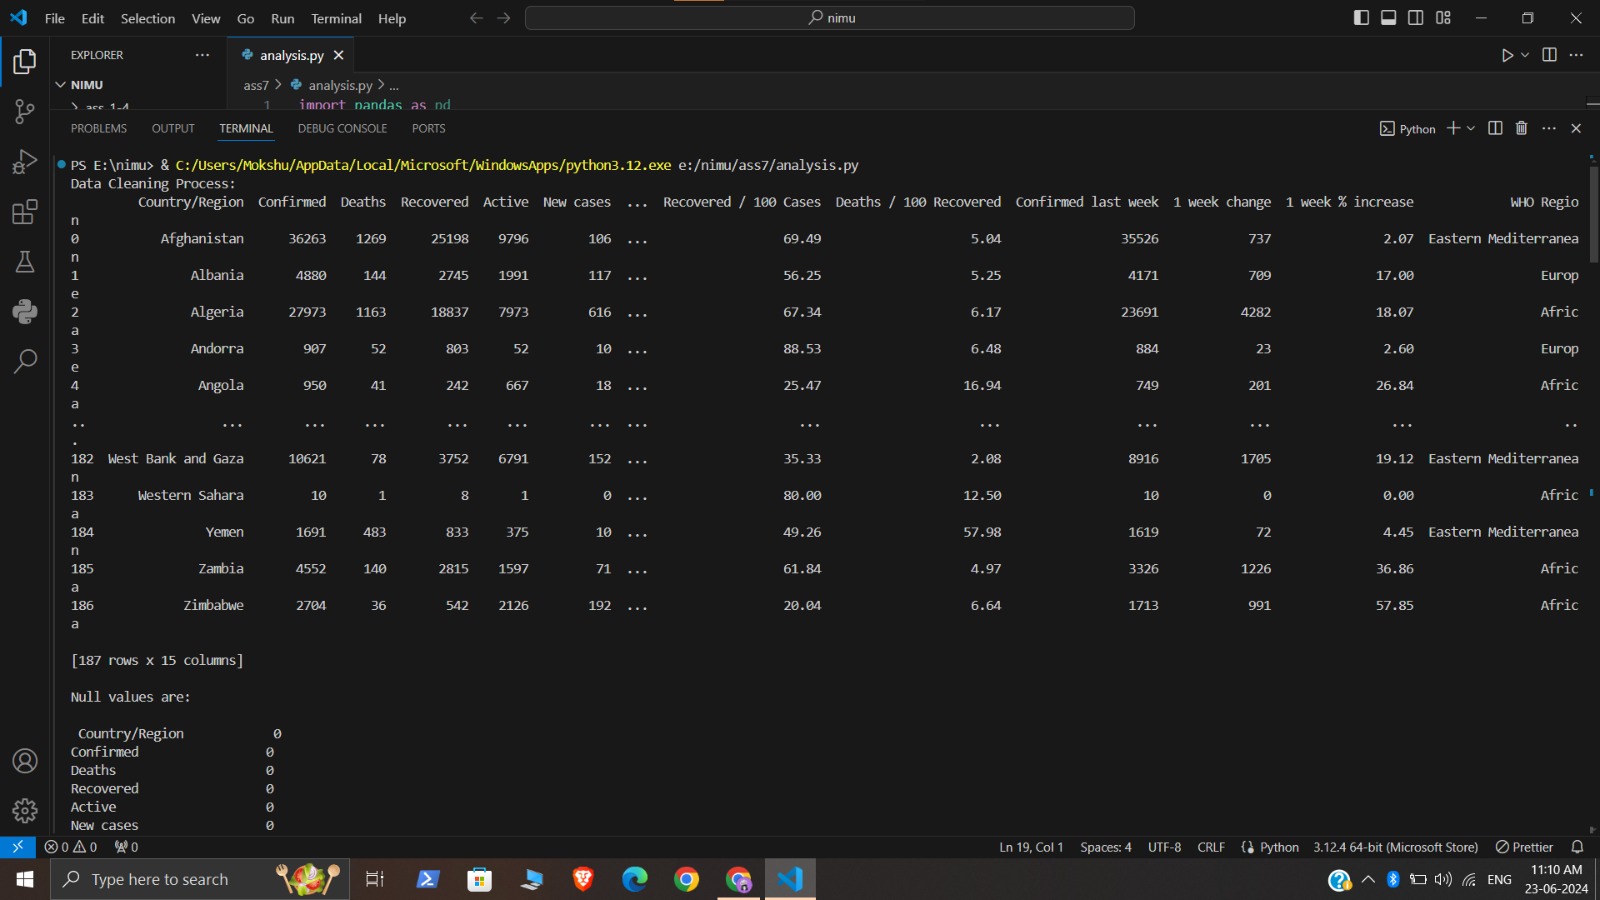 File Edit Selection View Go Run Terminal Help nimu
EXPLORER ... analysis.py
NIMU ass7 > analysis.py > ...
ass 1-4 1 import pandas as pd
PROBLEMS OUTPUT TERMINAL DEBUG CONSOLE PORTS Python
PS E:\nimu> & C:/Users/Mokshu/AppData/Local/Microsoft/WindowsApps/python3.12.exe e:/nimu/ass7/analysis.py
Data Cleaning Process:
Country/Region Confirmed Deaths Recovered Active New cases ... Recovered / 100 Cases Deaths / 100 Recovered Confirmed last week 1 week change 1 week % increase WHO Regio
n
0 Afghanistan 36263 1269 25198 9796 106 ... 69.49 5.04 35526 737 2.07 Eastern Mediterranea
n
1 Albania 4880 144 2745 1991 117 ... 56.25 5.25 4171 709 17.00 Europ
e
2 Algeria 27973 1163 18837 7973 616 ... 67.34 6.17 23691 4282 18.07 Afric
a
3 Andorra 907 52 803 52 10 ... 88.53 6.48 884 23 2.60 Europ
e
4 Angola 950 41 242 667 18 ... 25.47 16.94 749 201 26.84 Afric
a
.. ... ... ... ... ... ... ... ... ... ... ... ... ..
.
182 West Bank and Gaza 10621 78 3752 6791 152 ... 35.33 2.08 8916 1705 19.12 Eastern Mediterranea
n
183 Western Sahara 10 1 8 1 0 ... 80.00 12.50 10 0 0.00 Afric
a
184 Yemen 1691 483 833 375 10 ... 49.26 57.98 1619 72 4.45 Eastern Mediterranea
n
185 Zambia 4552 140 2815 1597 71 ... 61.84 4.97 3326 1226 36.86 Afric
a
186 Zimbabwe 2704 36 542 2126 192 ... 20.04 6.64 1713 991 57.85 Afric
a
[187 rows x 15 columns]
Null values are:
Country/Region 0
Confirmed 0
Deaths 0
Recovered 0
Active 0
New cases 0
0 0 0 Ln 19, Col 1 Spaces: 4 UTF-8 CRLF Python 3.12.4 64-bit (Microsoft Store) Prettier
Type here to search ENG 11:10 AM
23-06-2024